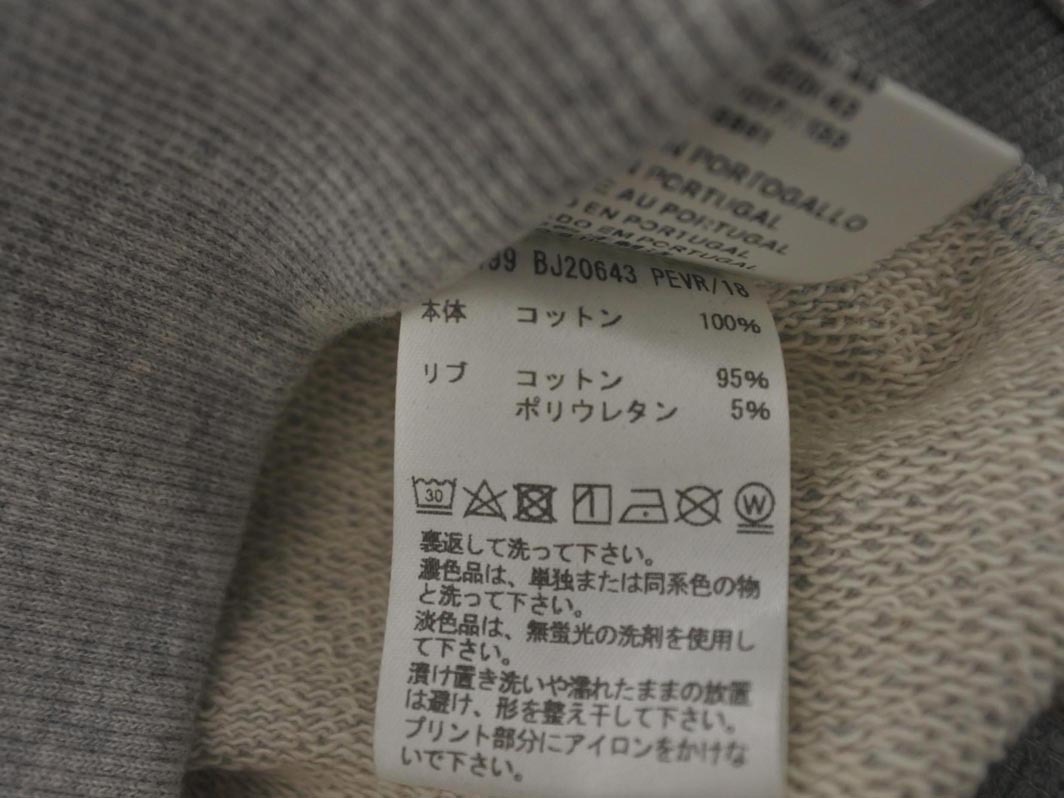 PORTOGALLO
PORTUGAL
AU PORTUGAL
EN PORTUGAL
EM PORTUGAL
99 BJ20643 PEVR/18
本体 コットン 100%
リブ コットン 95%
ポリウレタン 5%
30
W
裏返して洗って下さい。
濃色品は、単独または同系色の物
と洗って下さい。
淡色品は、無蛍光の洗剤を使用し
て下さい。
漬け置き洗いや濡れたままの放置
は避け、形を整え干して下さい。
プリント部分にアイロンをかけな
いで下さい。